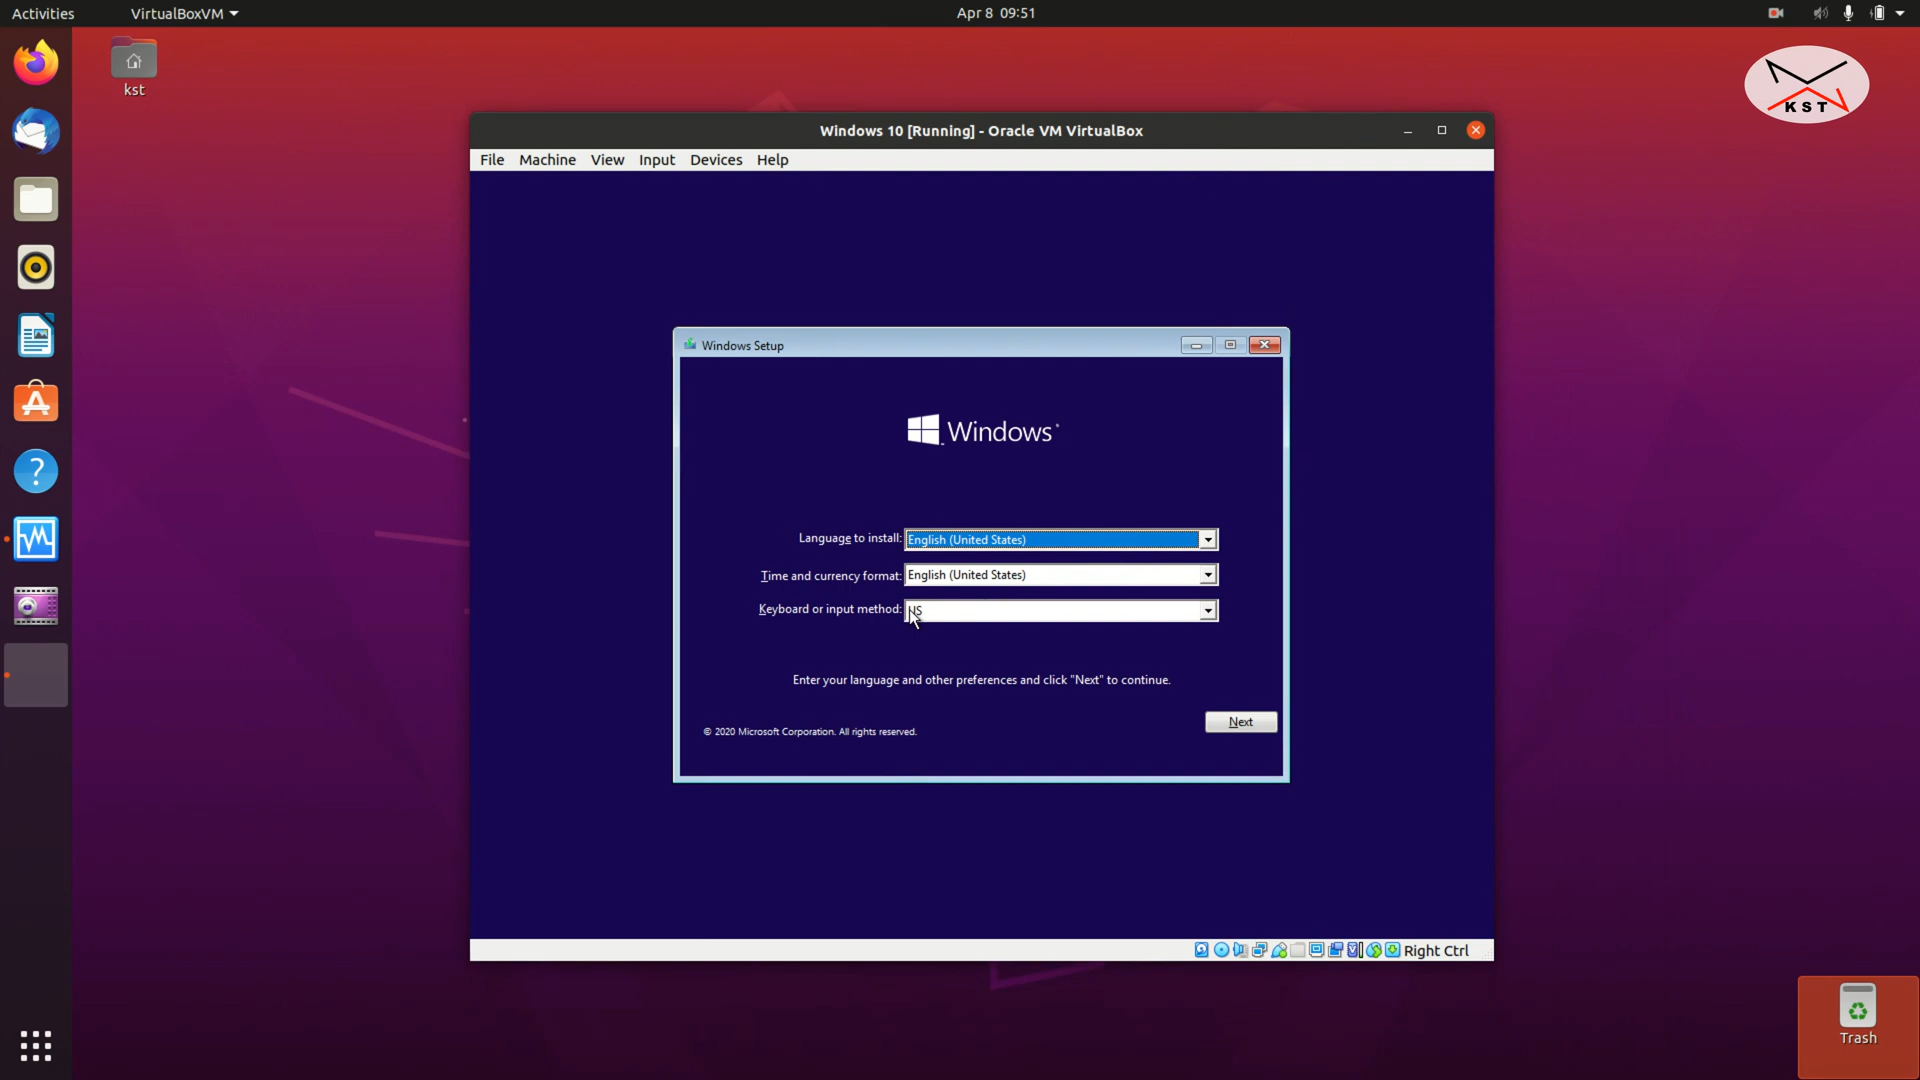 Activities
VirtualBoxVM
Apr 8 09:51
kst
KST
Windows 10 [Running] - Oracle VM VirtualBox
File Machine View Input Devices Help
Windows Setup
Windows
Language to install: English (United States)
Time and currency format: English (United States)
Keyboard or input method: US
Enter your language and other preferences and click "Next" to continue.
Next
© 2020 Microsoft Corporation. All rights reserved.
Right Ctrl
Trash